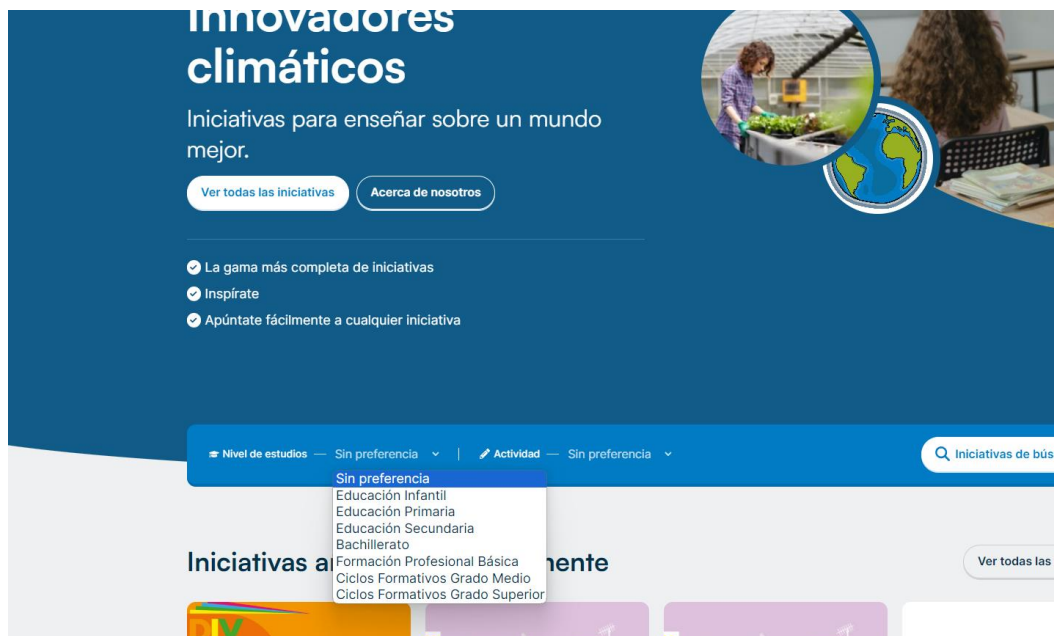 Innovadores
climáticos
Iniciativas para enseñar sobre un mundo
mejor.
Ver todas las iniciativas Acerca de nosotros
La gama más completa de iniciativas
Inspírate
Apúntate fácilmente a cualquier iniciativa
Nivel de estudios — Sin preferencia | Actividad — Sin preferencia
Iniciativas de bús
Sin preferencia
Educación Infantil
Educación Primaria
Educación Secundaria
Bachillerato
Formación Profesional Básica
Ciclos Formativos Grado Medio
Ciclos Formativos Grado Superior
Iniciativas a
mente
Ver todas las
DIY